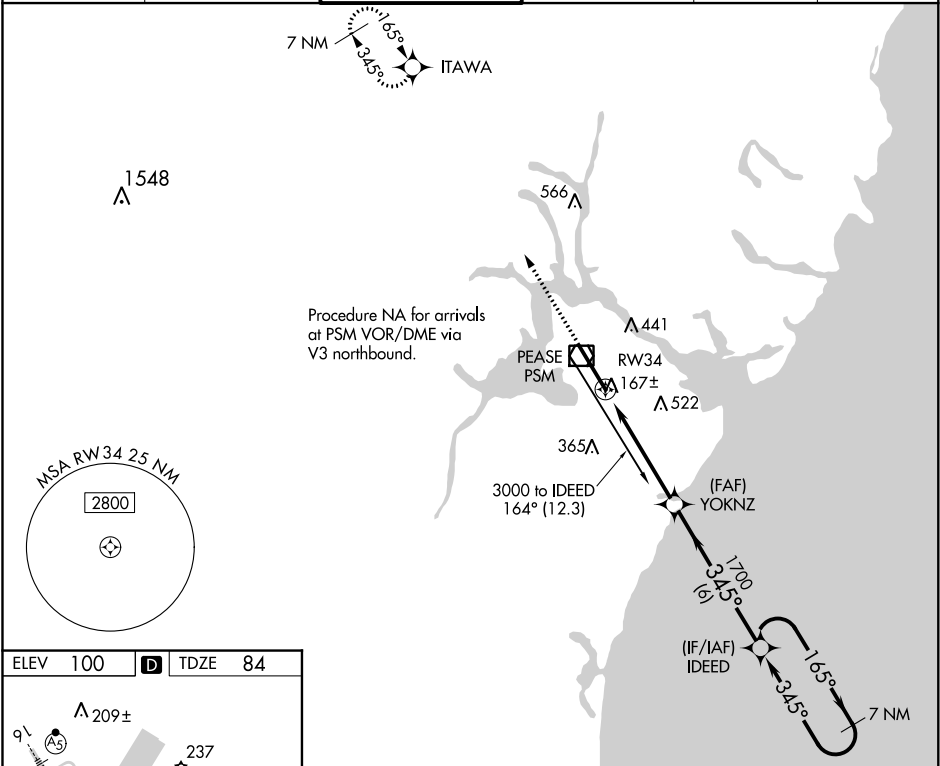 7 NM
165°
345°
ITAWA
1548
566
Procedure NA for arrivals
at PSM VOR/DME via
V3 northbound.
441
PEASE
PSM
RW34
167±
522
365
3000 to IDEED
164° (12.3)
(FAF)
YOKNZ
MSA RW34 25 NM
2800
1700
345°
(6)
(IF/IAF)
IDEED
165°
345°
7 NM
ELEV 100 D TDZE 84
209±
16
A5
237